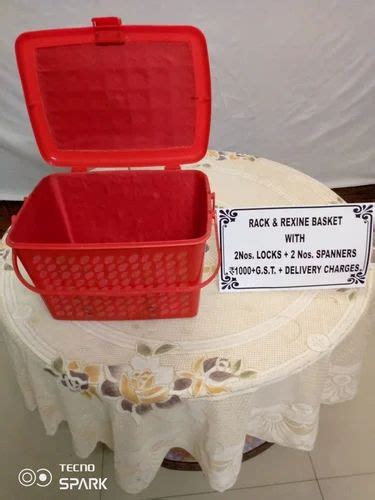 RACK & REXINE BASKET
WITH
2Nos. LOCKS + 2 Nos. SPANNERS
₹1000+G.S.T. + DELIVERY CHARGES
TECNO
SPARK